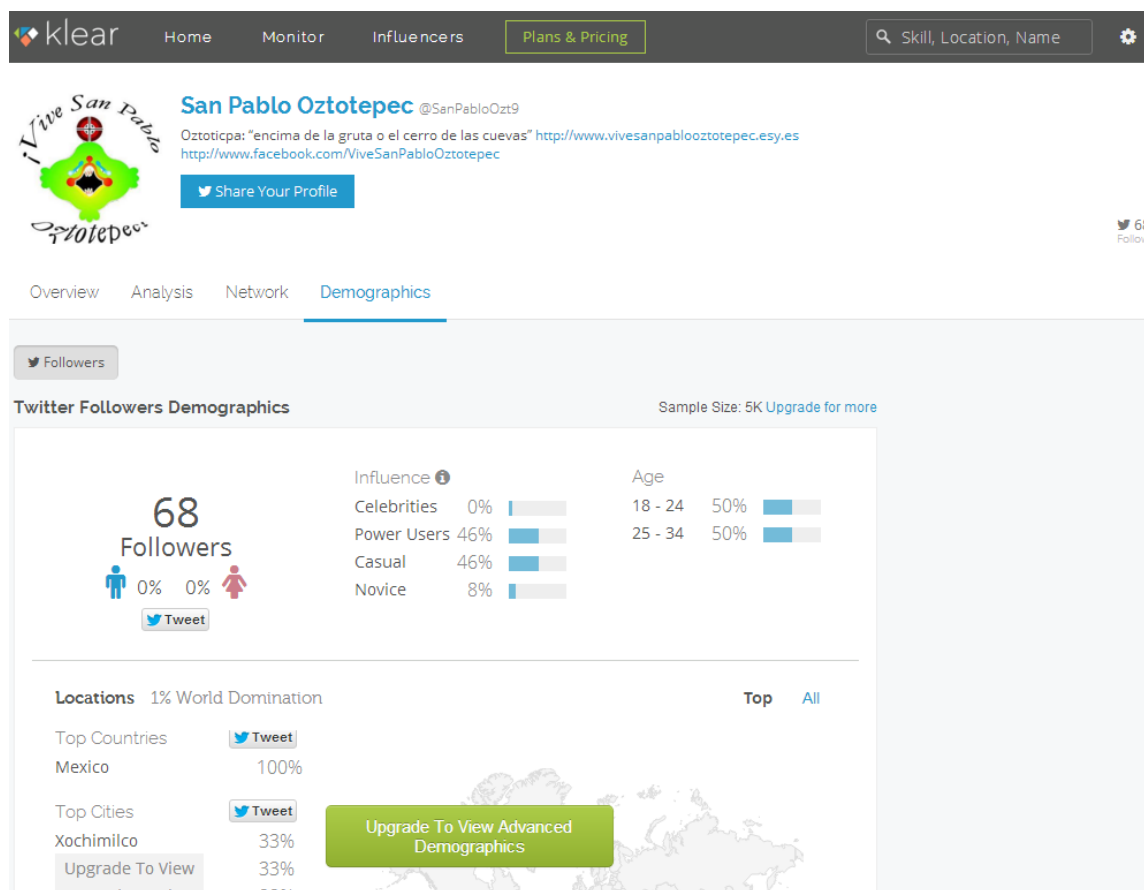 klear Home Monitor Influencers Plans & Pricing Skill, Location, Name
¡Vive San Pablo
Oztotepec!
San Pablo Oztotepec @SanPabloOzt9
Oztoticpa: “encima de la gruta o el cerro de las cuevas” http://www.vivesanpablooztotepec.esy.es
http://www.facebook.com/ViveSanPabloOztotepec
Share Your Profile
Overview Analysis Network Demographics
Followers
Twitter Followers Demographics Sample Size: 5K Upgrade for more
68
Followers
0% 0%
Tweet
Influence
Celebrities 0%
Power Users 46%
Casual 46%
Novice 8%
Age
18 - 24 50%
25 - 34 50%
Locations 1% World Domination Top All
Top Countries Tweet
Mexico 100%
Top Cities Tweet
Xochimilco 33%
Upgrade To View 33%
Upgrade To View Advanced
Demographics